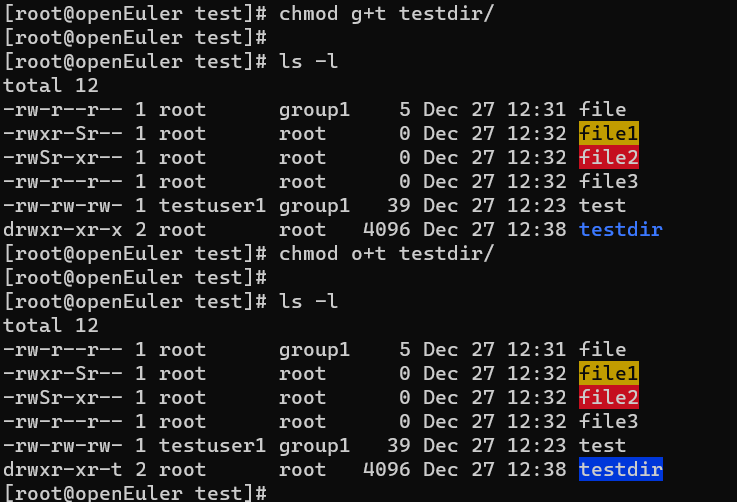 [root@openEuler test]# chmod g+t testdir/
[root@openEuler test]#
[root@openEuler test]# ls -l
total 12
-rw-r--r-- 1 root      group1    5 Dec 27 12:31 file
-rwxr-Sr-- 1 root      root      0 Dec 27 12:32 file1
-rwSr-xr-- 1 root      root      0 Dec 27 12:32 file2
-rw-r--r-- 1 root      root      0 Dec 27 12:32 file3
-rw-rw-rw- 1 testuser1 group1   39 Dec 27 12:23 test
drwxr-xr-x 2 root      root   4096 Dec 27 12:38 testdir
[root@openEuler test]# chmod o+t testdir/
[root@openEuler test]#
[root@openEuler test]# ls -l
total 12
-rw-r--r-- 1 root      group1    5 Dec 27 12:31 file
-rwxr-Sr-- 1 root      root      0 Dec 27 12:32 file1
-rwSr-xr-- 1 root      root      0 Dec 27 12:32 file2
-rw-r--r-- 1 root      root      0 Dec 27 12:32 file3
-rw-rw-rw- 1 testuser1 group1   39 Dec 27 12:23 test
drwxr-xr-t 2 root      root   4096 Dec 27 12:38 testdir
[root@openEuler test]#